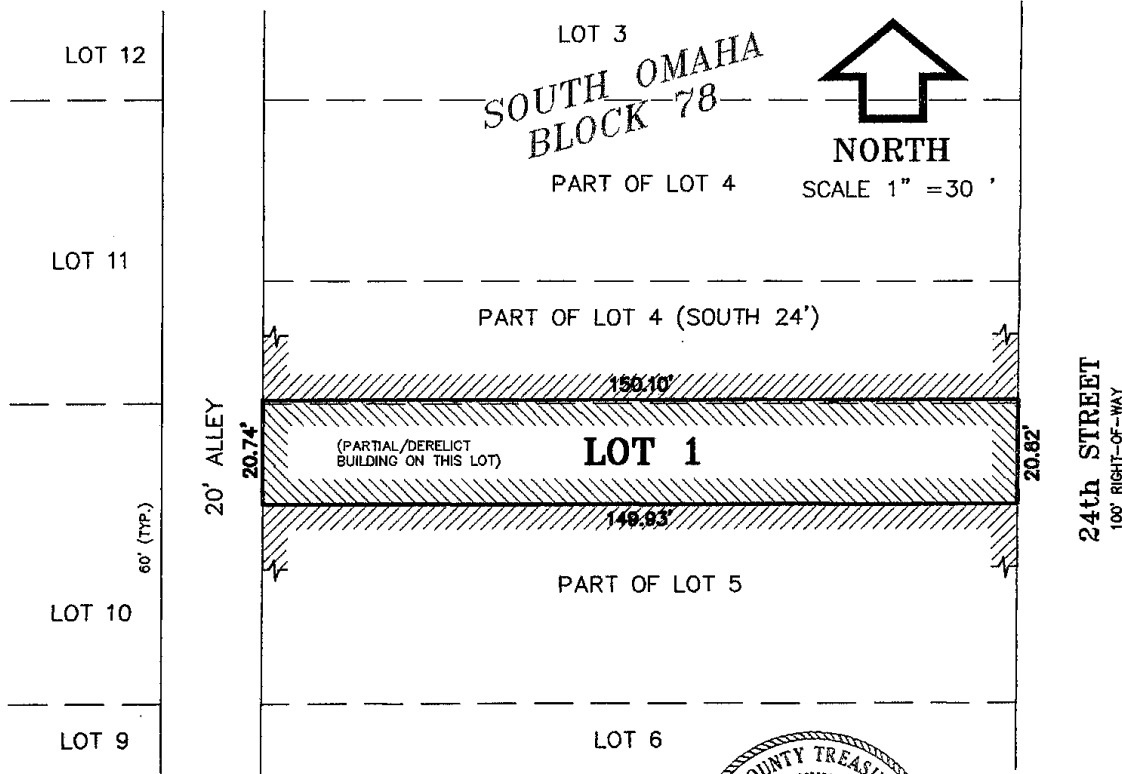 LOT 12
LOT 3
SOUTH OMAHA
BLOCK 78
NORTH
SCALE 1" =30 '
PART OF LOT 4
LOT 11
PART OF LOT 4 (SOUTH 24')
150.10'
20' ALLEY
20.74'
(PARTIAL/DERELICT
BUILDING ON THIS LOT)
LOT 1
20.82'
24th STREET
100' RIGHT-OF-WAY
149.93'
60' (TYP.)
PART OF LOT 5
LOT 10
LOT 9
LOT 6